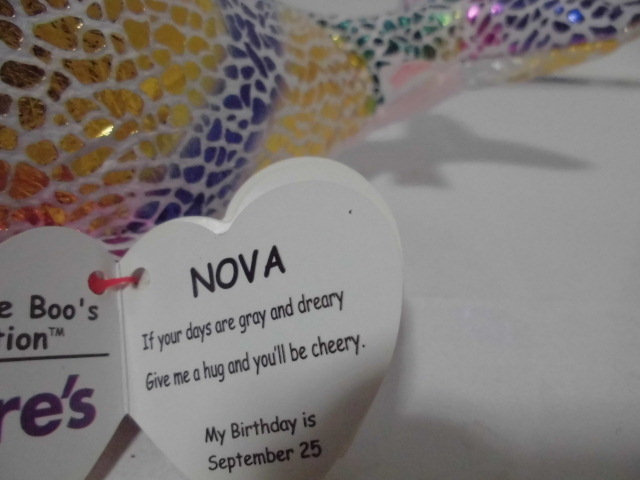 e Boo's
tion™
re's
NOVA
If your days are gray and dreary
Give me a hug and you'll be cheery.
My Birthday is
September 25